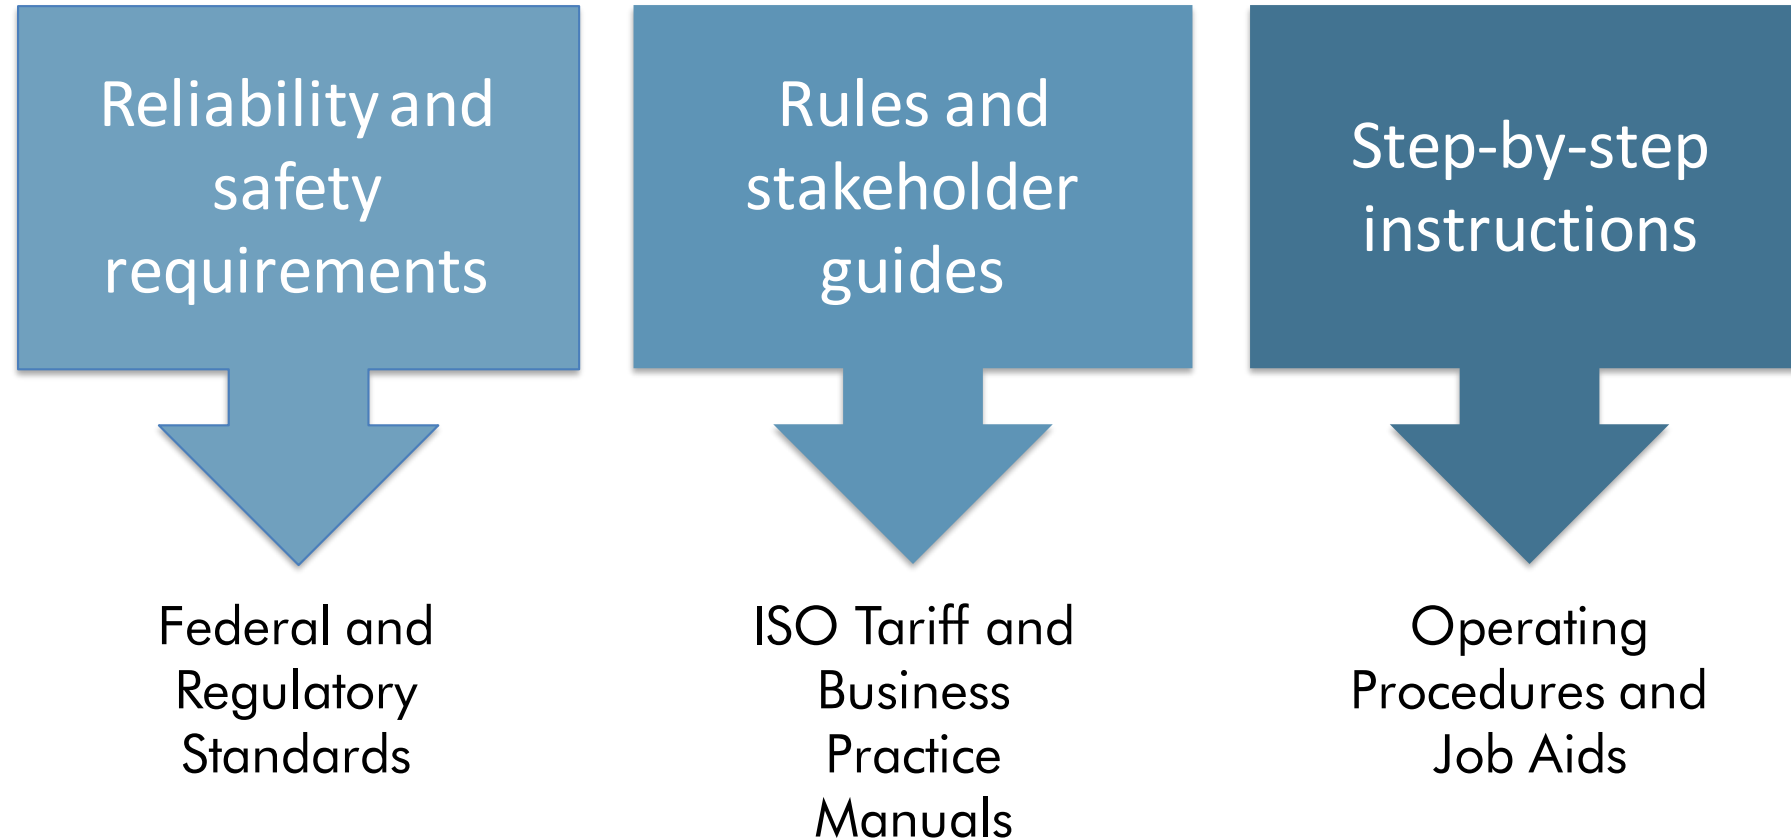 Reliability and
safety
requirements
Rules and
stakeholder
guides
Step-by-step
instructions
Federal and
Regulatory
Standards
ISO Tariff and
Business
Practice
Manuals
Operating
Procedures and
Job Aids